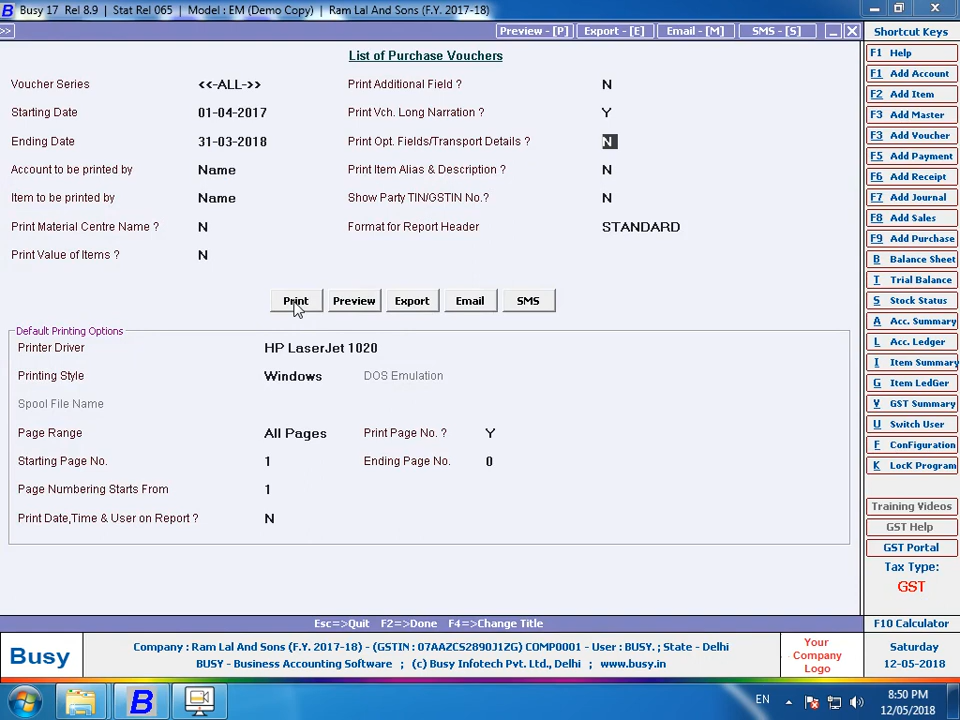 Busy 17 Rel 8.9 | Stat Rel 065 | Model : EM (Demo Copy) | Ram Lal And Sons (F.Y. 2017-18)
>> Preview - [P] Export - [E] Email - [M] SMS - [S]
List of Purchase Vouchers
Voucher Series <<-ALL->> Print Additional Field ? N
Starting Date 01-04-2017 Print Vch. Long Narration ? Y
Ending Date 31-03-2018 Print Opt. Fields/Transport Details ? N
Account to be printed by Name Print Item Alias & Description ? N
Item to be printed by Name Show Party TIN/GSTIN No.? N
Print Material Centre Name ? N Format for Report Header STANDARD
Print Value of Items ? N
Print Preview Export Email SMS
Default Printing Options
Printer Driver HP LaserJet 1020
Printing Style Windows DOS Emulation
Spool File Name
Page Range All Pages Print Page No. ? Y
Starting Page No. 1 Ending Page No. 0
Page Numbering Starts From 1
Print Date,Time & User on Report ? N
Shortcut Keys
F1 Help
F1 Add Account
F2 Add Item
F3 Add Master
F3 Add Voucher
F5 Add Payment
F6 Add Receipt
F7 Add Journal
F8 Add Sales
F9 Add Purchase
B Balance Sheet
T Trial Balance
S Stock Status
A Acc. Summary
L Acc. Ledger
I Item Summary
G Item LedGer
Y GST Summary
U Switch User
F ConFiguration
K LocK Program
Training Videos
GST Help
GST Portal
Tax Type:
GST
Esc=>Quit F2=>Done F4=>Change Title F10 Calculator
Busy
Company : Ram Lal And Sons (F.Y. 2017-18) - (GSTIN : 07AAZCS2890J1ZG) COMP0001 - User : BUSY. ; State - Delhi
BUSY - Business Accounting Software ; (c) Busy Infotech Pvt. Ltd., Delhi ; www.busy.in
Your
Company
Logo
Saturday
12-05-2018
B
EN
8:50 PM
12/05/2018